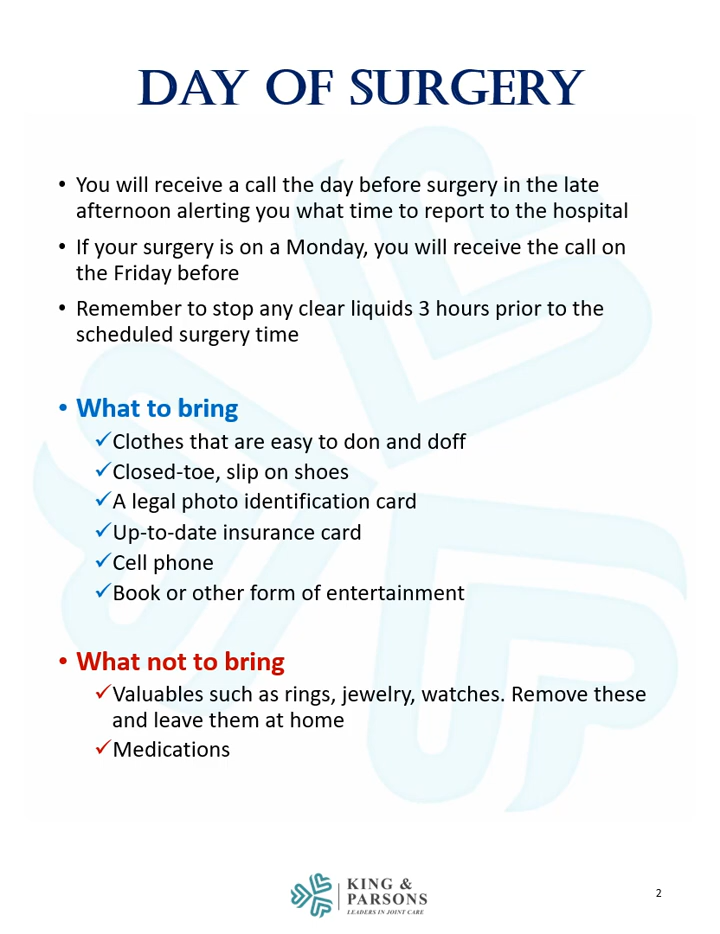 DAY OF SURGERY
• You will receive a call the day before surgery in the late
afternoon alerting you what time to report to the hospital
• If your surgery is on a Monday, you will receive the call on
the Friday before
• Remember to stop any clear liquids 3 hours prior to the
scheduled surgery time
• What to bring
✓Clothes that are easy to don and doff
✓Closed-toe, slip on shoes
✓A legal photo identification card
✓Up-to-date insurance card
✓Cell phone
✓Book or other form of entertainment
• What not to bring
✓Valuables such as rings, jewelry, watches. Remove these
and leave them at home
✓Medications
KING &
PARSONS
LEADERS IN JOINT CARE
2